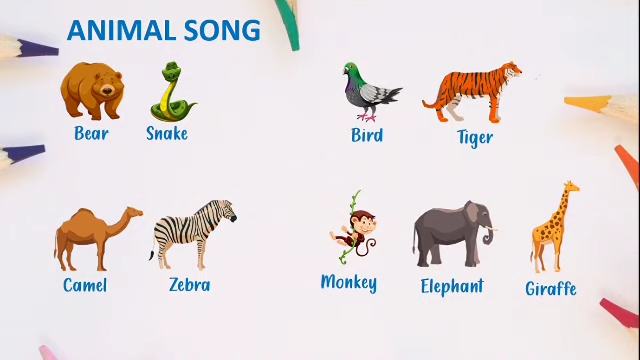 ANIMAL SONG
Bear Snake Bird Tiger
Camel Zebra Monkey Elephant Giraffe